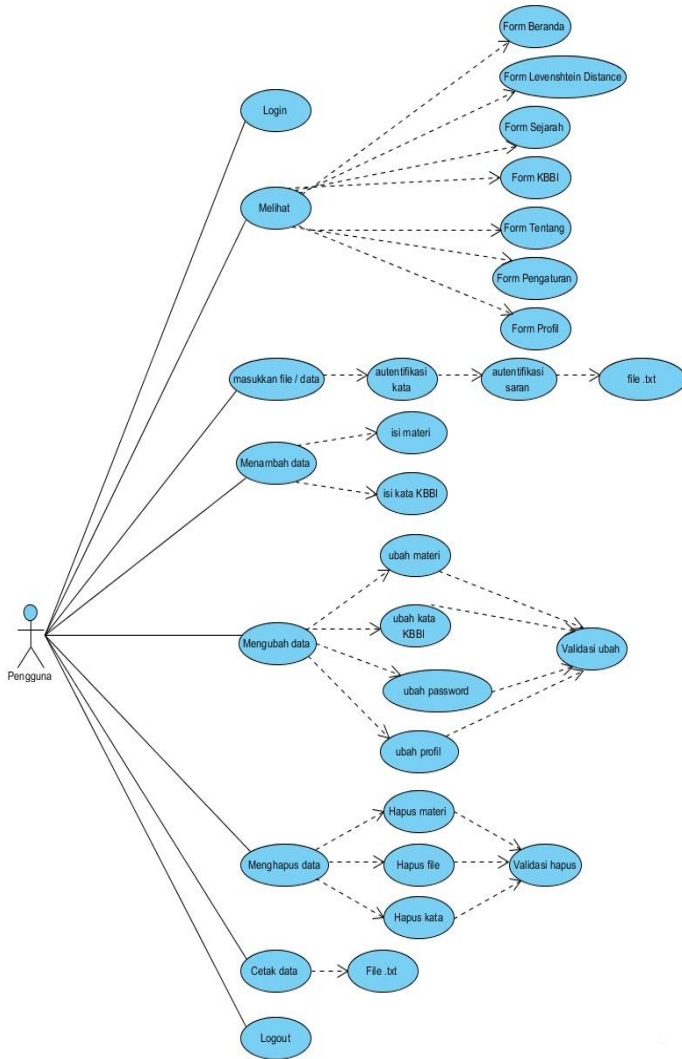 Form Beranda
Form Levenshtein Distance
Login
Form Sejarah
Form KBBI
Melihat
Form Tentang
Form Pengaturan
Form Profil
masukkan file / data
autentifikasi
kata
autentifikasi
saran
file .txt
isi materi
Menambah data
isi kata KBBI
ubah materi
ubah kata
KBBI
Mengubah data
Validasi ubah
Pengguna
ubah password
ubah profil
Hapus materi
Menghapus data
Hapus file
Validasi hapus
Hapus kata
Cetak data
File .txt
Logout